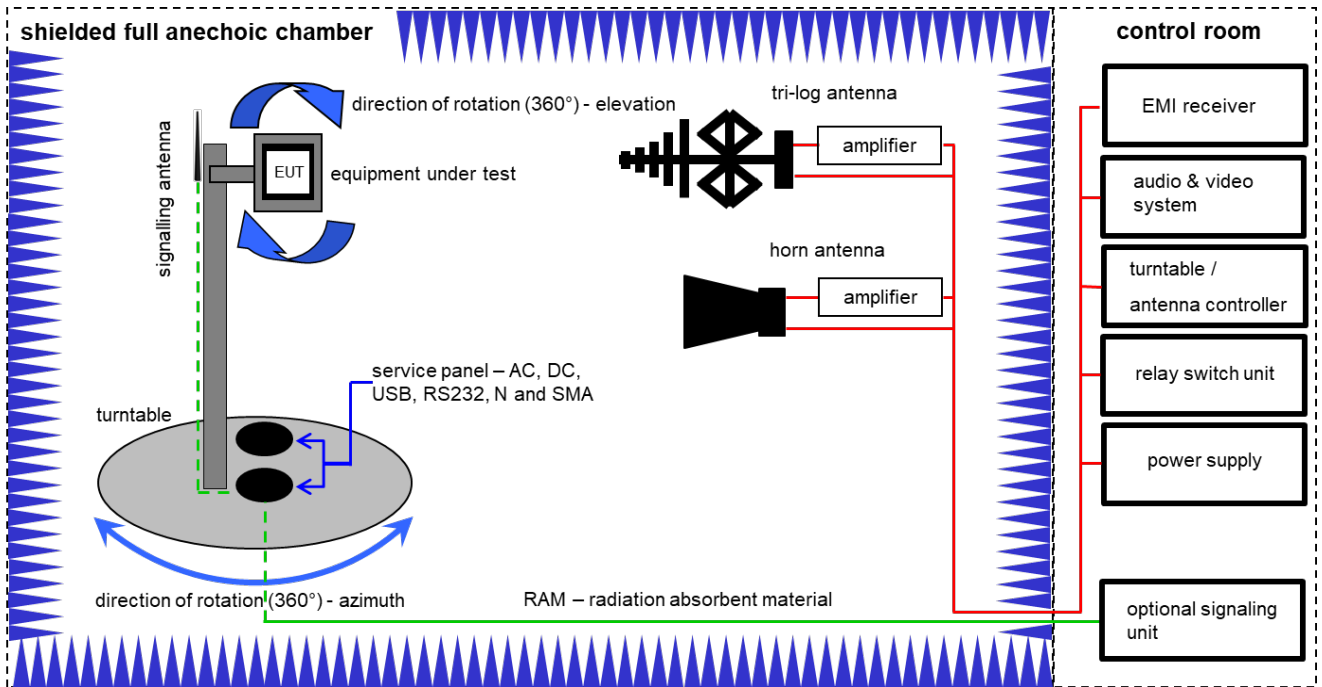 shielded full anechoic chamber
control room
direction of rotation (360°) - elevation
tri-log antenna
EMI receiver
signalling antenna
amplifier
EUT
equipment under test
audio & video
system
horn antenna
turntable /
antenna controller
amplifier
service panel – AC, DC,
USB, RS232, N and SMA
relay switch unit
turntable
power supply
direction of rotation (360°) - azimuth
RAM – radiation absorbent material
optional signaling
unit